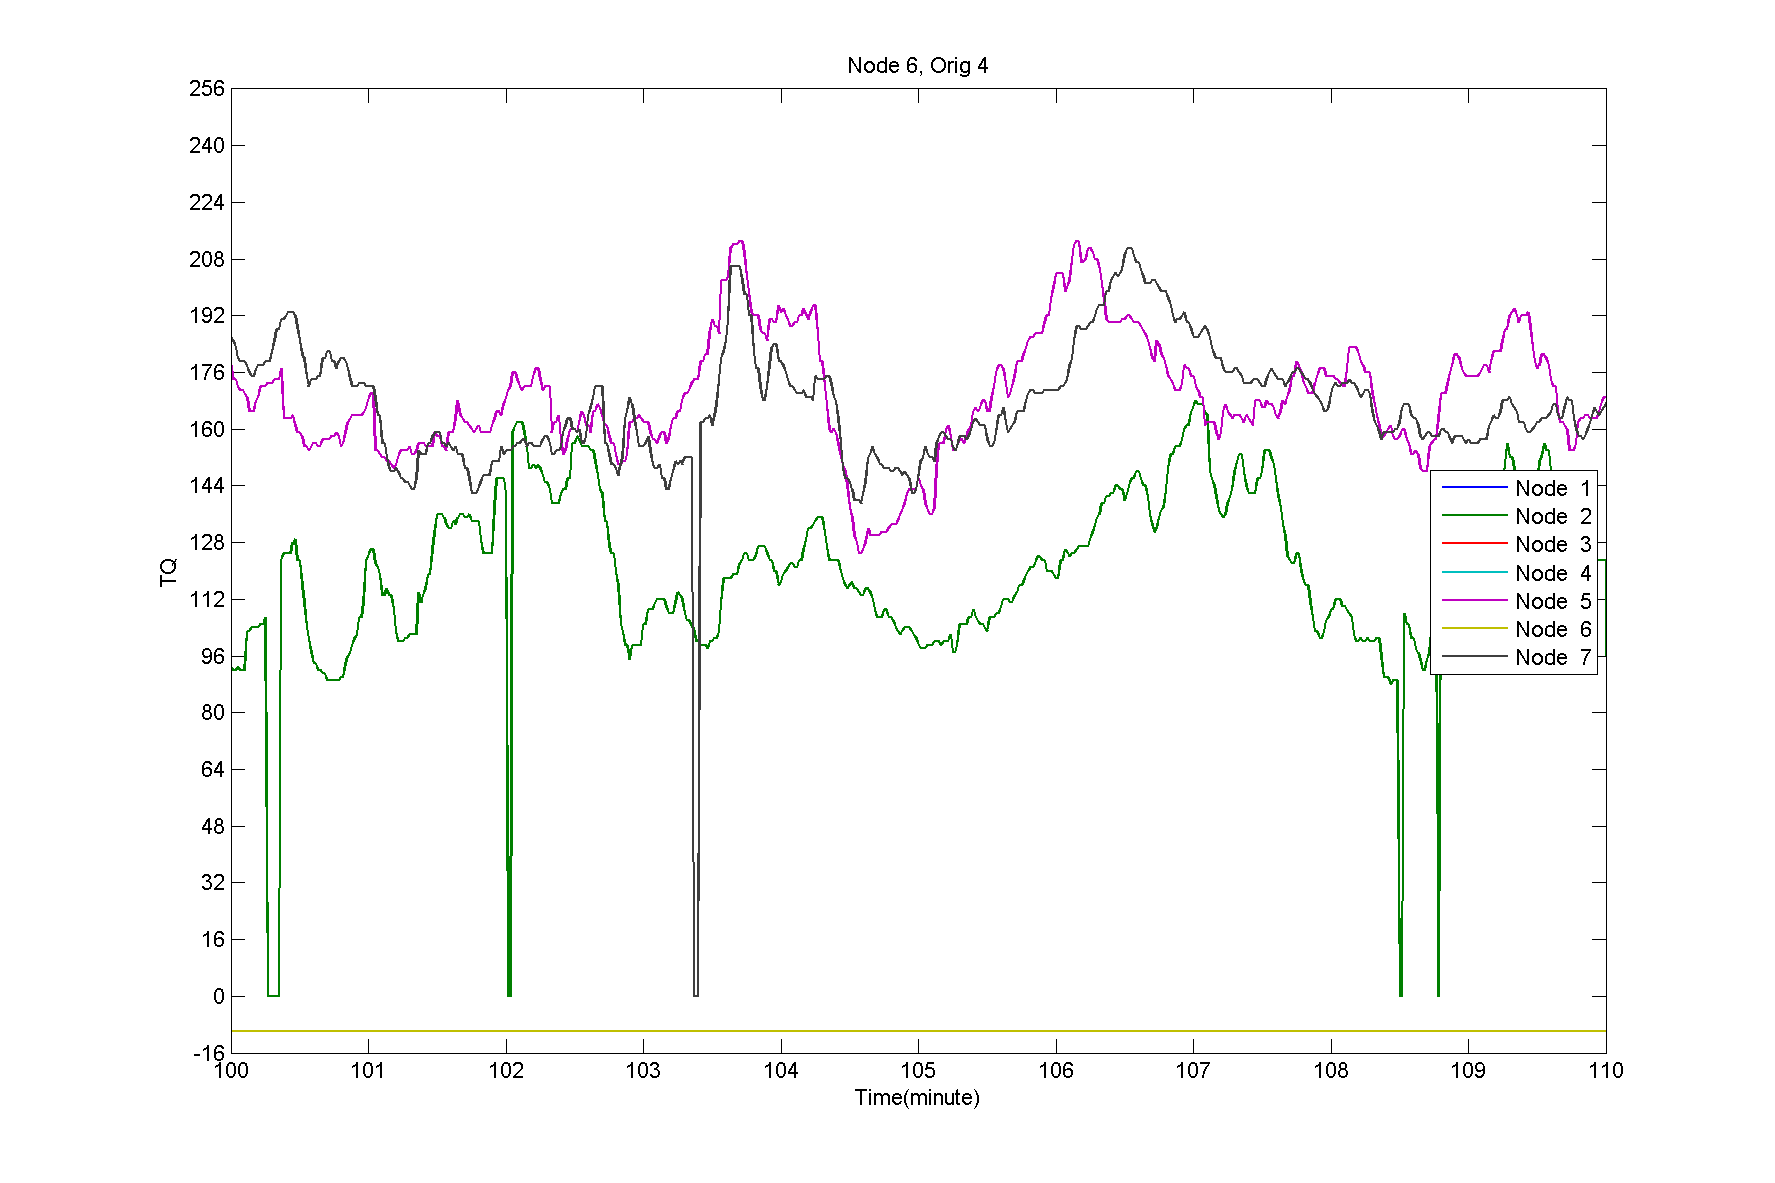 Node 6, Orig 4
256
240
224
208
192
176
160
144
128
112
96
80
64
48
32
16
0
-16
TQ
Node 1
Node 2
Node 3
Node 4
Node 5
Node 6
Node 7
100 101 102 103 104 105 106 107 108 109 110
Time(minute)